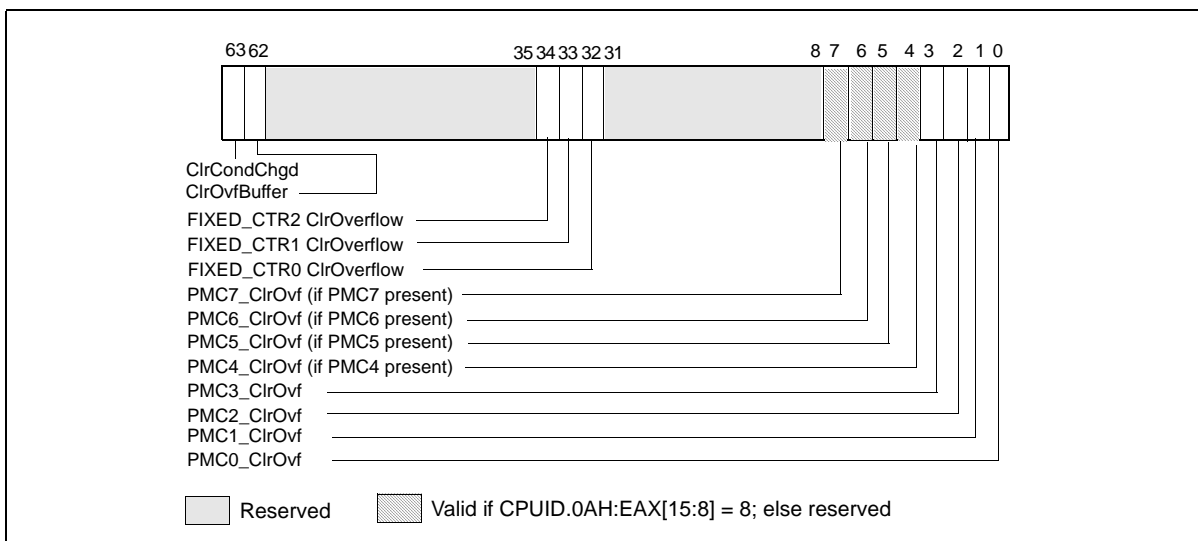 63 62 35 34 33 32 31 8 7 6 5 4 3 2 1 0
ClrCondChgd
ClrOvfBuffer
FIXED_CTR2 ClrOverflow
FIXED_CTR1 ClrOverflow
FIXED_CTR0 ClrOverflow
PMC7_ClrOvf (if PMC7 present)
PMC6_ClrOvf (if PMC6 present)
PMC5_ClrOvf (if PMC5 present)
PMC4_ClrOvf (if PMC4 present)
PMC3_ClrOvf
PMC2_ClrOvf
PMC1_ClrOvf
PMC0_ClrOvf
Reserved Valid if CPUID.0AH:EAX[15:8] = 8; else reserved